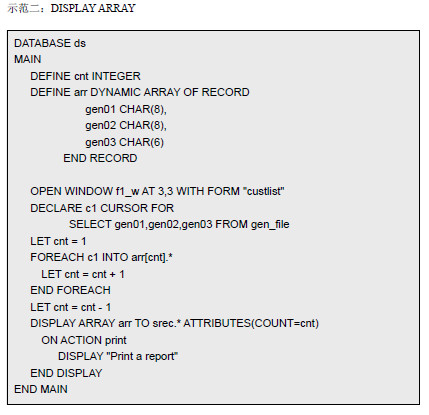 示范二：DISPLAY ARRAY
DATABASE ds
MAIN
DEFINE cnt INTEGER
DEFINE arr DYNAMIC ARRAY OF RECORD
gen01 CHAR(8),
gen02 CHAR(8),
gen03 CHAR(6)
END RECORD
OPEN WINDOW f1_w AT 3,3 WITH FORM "custlist"
DECLARE c1 CURSOR FOR
SELECT gen01,gen02,gen03 FROM gen_file
LET cnt = 1
FOREACH c1 INTO arr[cnt].*
LET cnt = cnt + 1
END FOREACH
LET cnt = cnt - 1
DISPLAY ARRAY arr TO srec.* ATTRIBUTES(COUNT=cnt)
ON ACTION print
DISPLAY "Print a report"
END DISPLAY
END MAIN